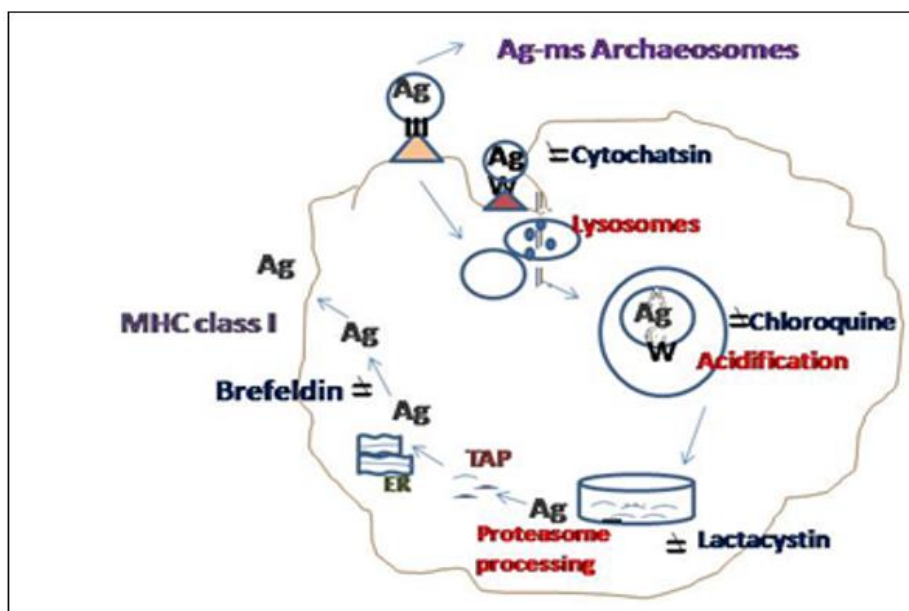 Ag-ms Archaeosomes
Ag
III
Ag
W
Cytochatsin
Lysosomes
Ag
MHC class I
Ag
W
Chloroquine
Acidification
Ag
Brefeldin
Ag
ER
TAP
Ag
Proteasome
processing
Lactacystin